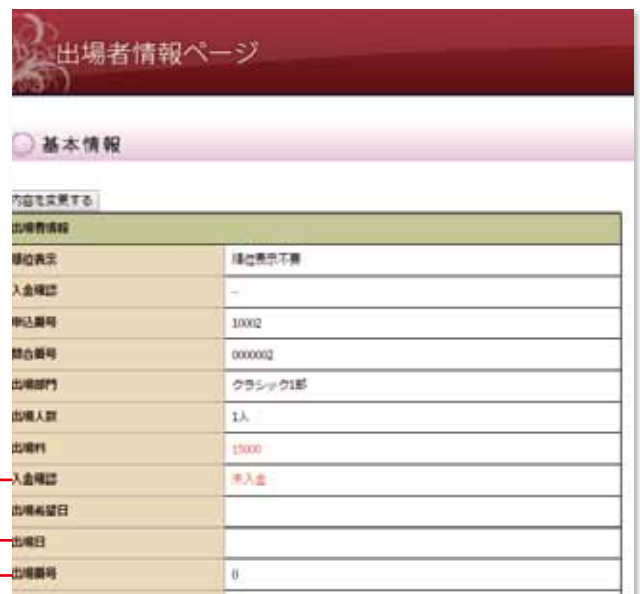 出場者情報ページ
基本情報
内容を変更する
出場者情報
順位表示 順位表示不要
入金確認 --
申込番号 10002
問合番号 0000002
出場部門 クラシック1部
出場人数 1人
出場料 15000
入金確認 未入金
出場希望日
出場日
出場番号 0